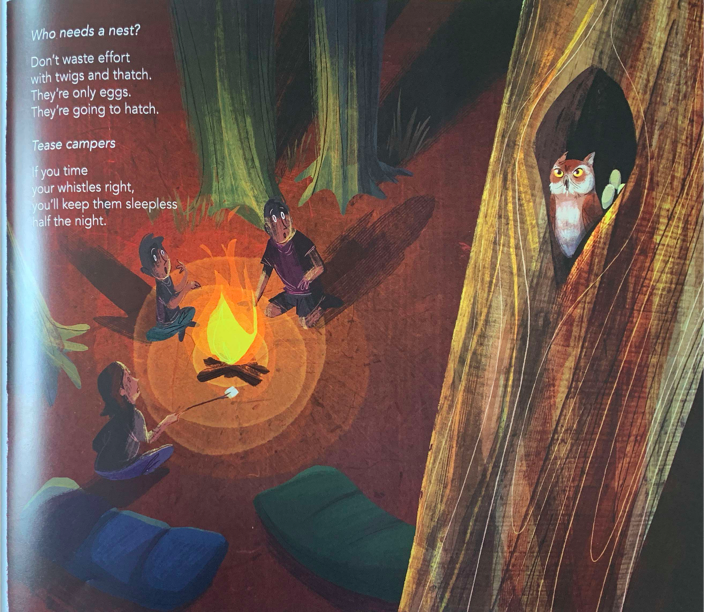 Who needs a nest?
Don't waste effort
with twigs and thatch.
They're only eggs.
They're going to hatch.
Tease campers
If you time
your whistles right,
you'll keep them sleepless
half the night.